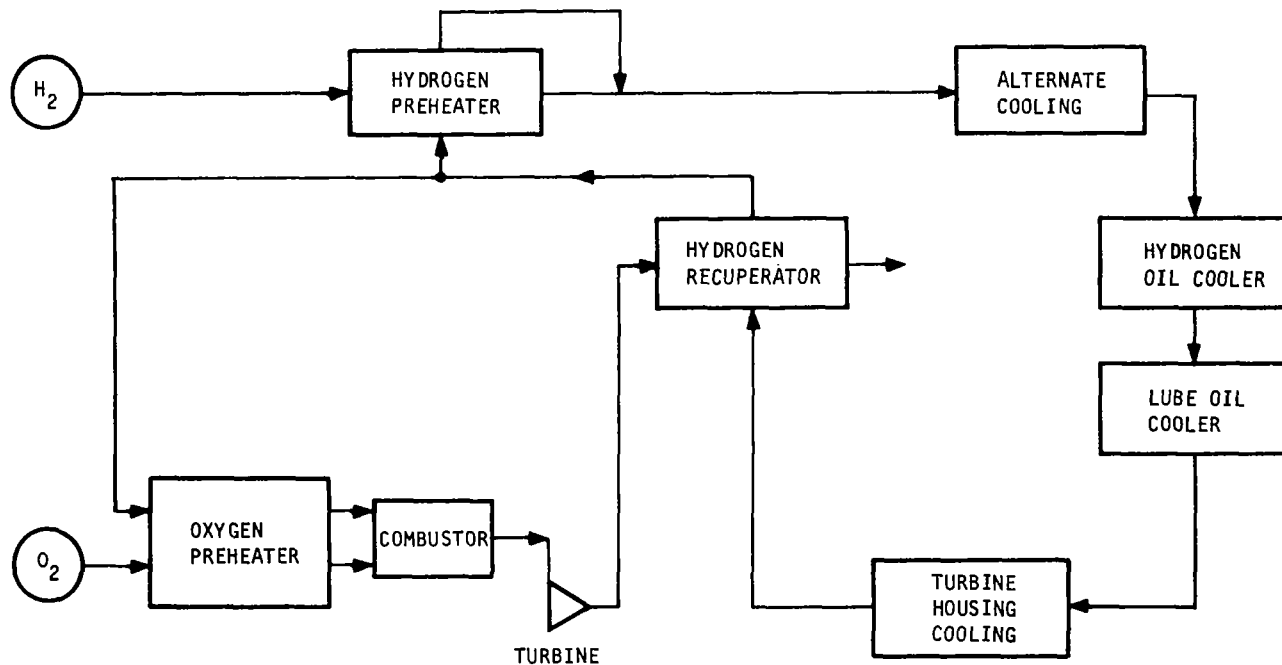 H2
HYDROGEN
PREHEATER
ALTERNATE
COOLING
HYDROGEN
RECUPERATOR
HYDROGEN
OIL COOLER
LUBE OIL
COOLER
OXYGEN
PREHEATER
COMBUSTOR
O2
TURBINE
HOUSING
COOLING
TURBINE